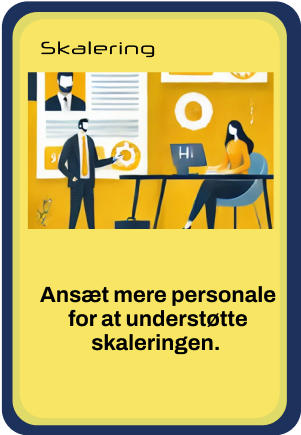 Skalering
Hi
Ansæt mere personale
for at understøtte
skaleringen.